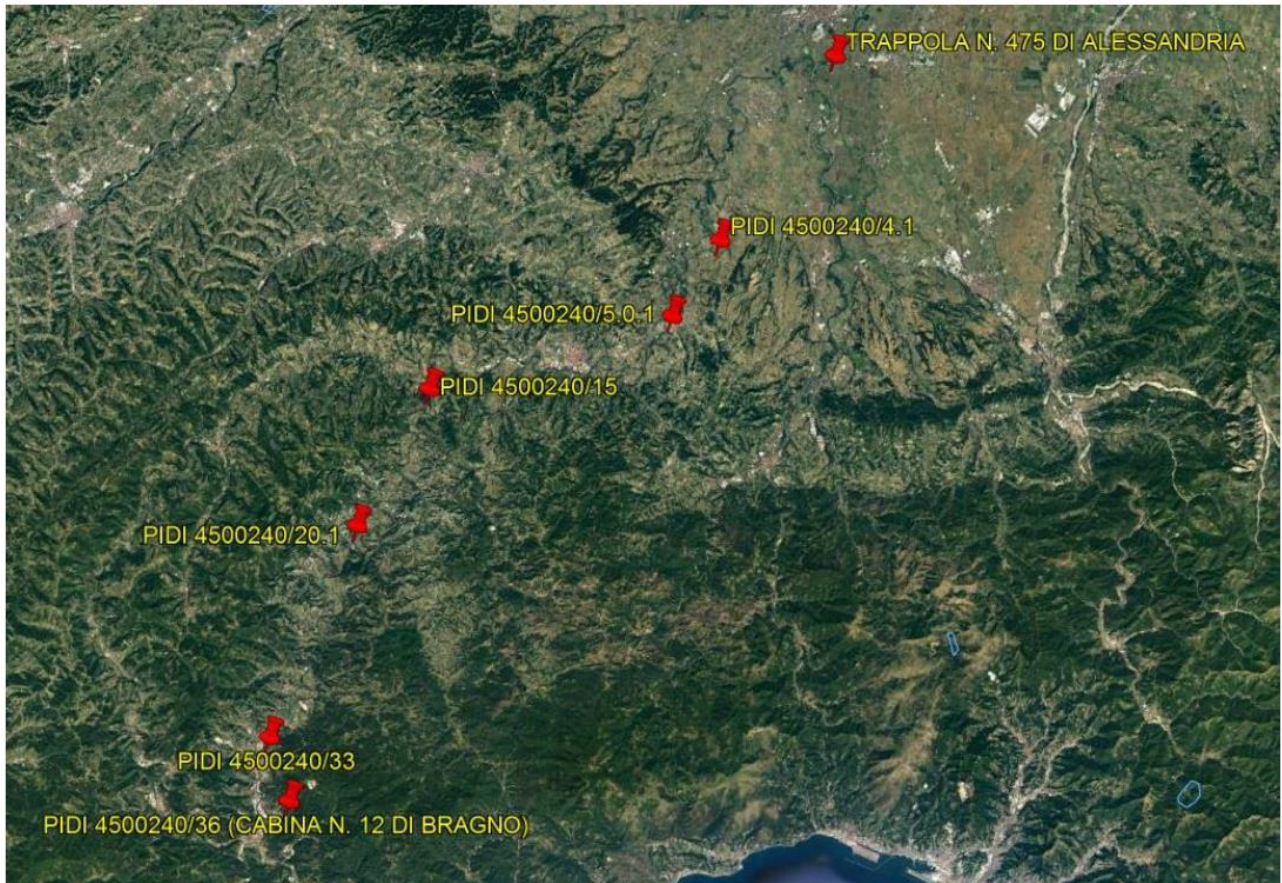 TRAPPOLA N. 475 DI ALESSANDRIA
PIDI 4500240/4.1
PIDI 4500240/5.0.1
PIDI 4500240/15
PIDI 4500240/20.1
PIDI 4500240/33
PIDI 4500240/36 (CABINA N. 12 DI BRAGNO)